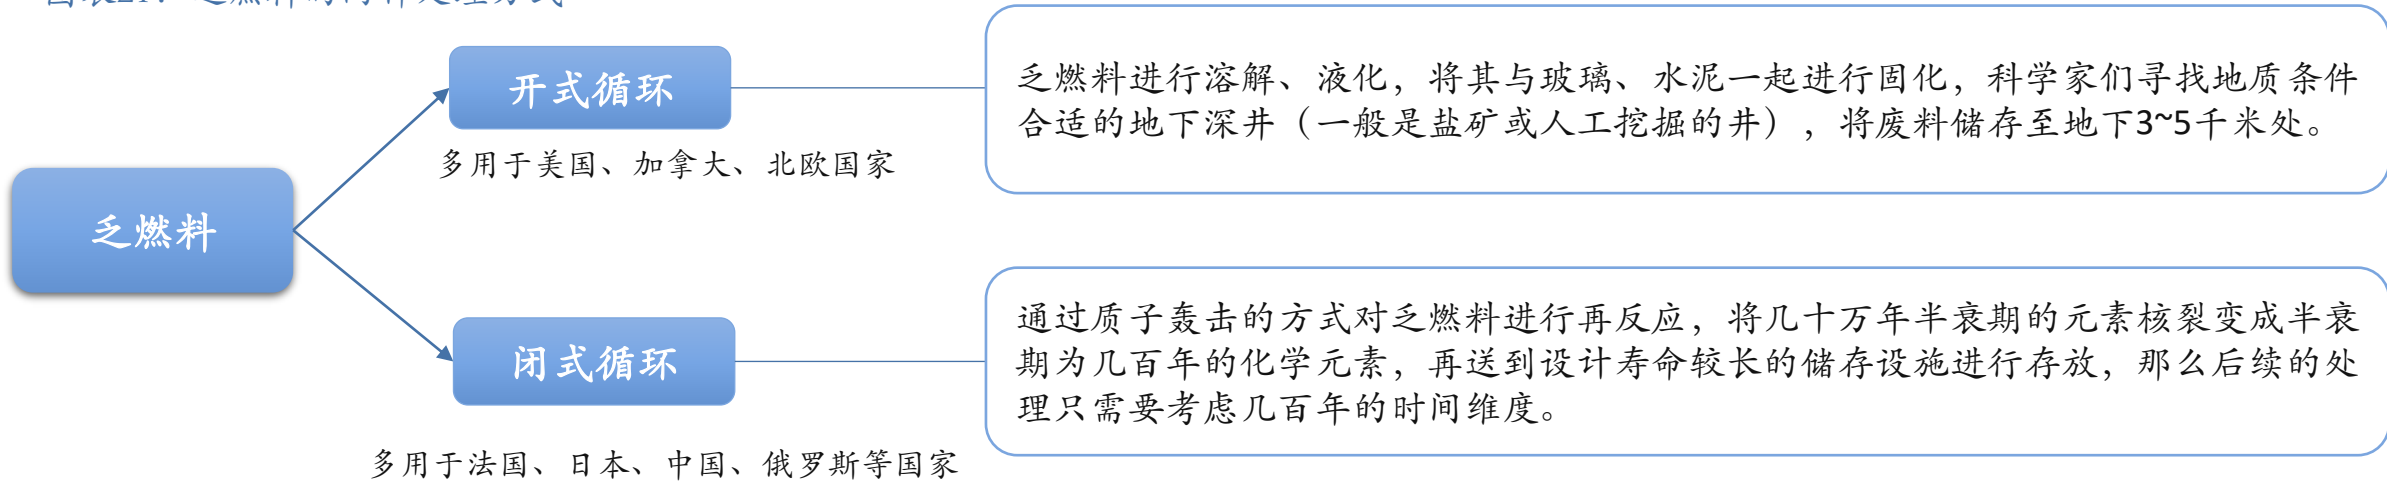 开式循环
乏燃料进行溶解、液化，将其与玻璃、水泥一起进行固化，科学家们寻找地质条件
合适的地下深井（一般是盐矿或人工挖掘的井），将废料储存至地下3~5千米处。
多用于美国、加拿大、北欧国家
乏燃料
闭式循环
通过质子轰击的方式对乏燃料进行再反应，将几十万年半衰期的元素核裂变成半衰
期为几百年的化学元素，再送到设计寿命较长的储存设施进行存放，那么后续的处
理只需要考虑几百年的时间维度。
多用于法国、日本、中国、俄罗斯等国家